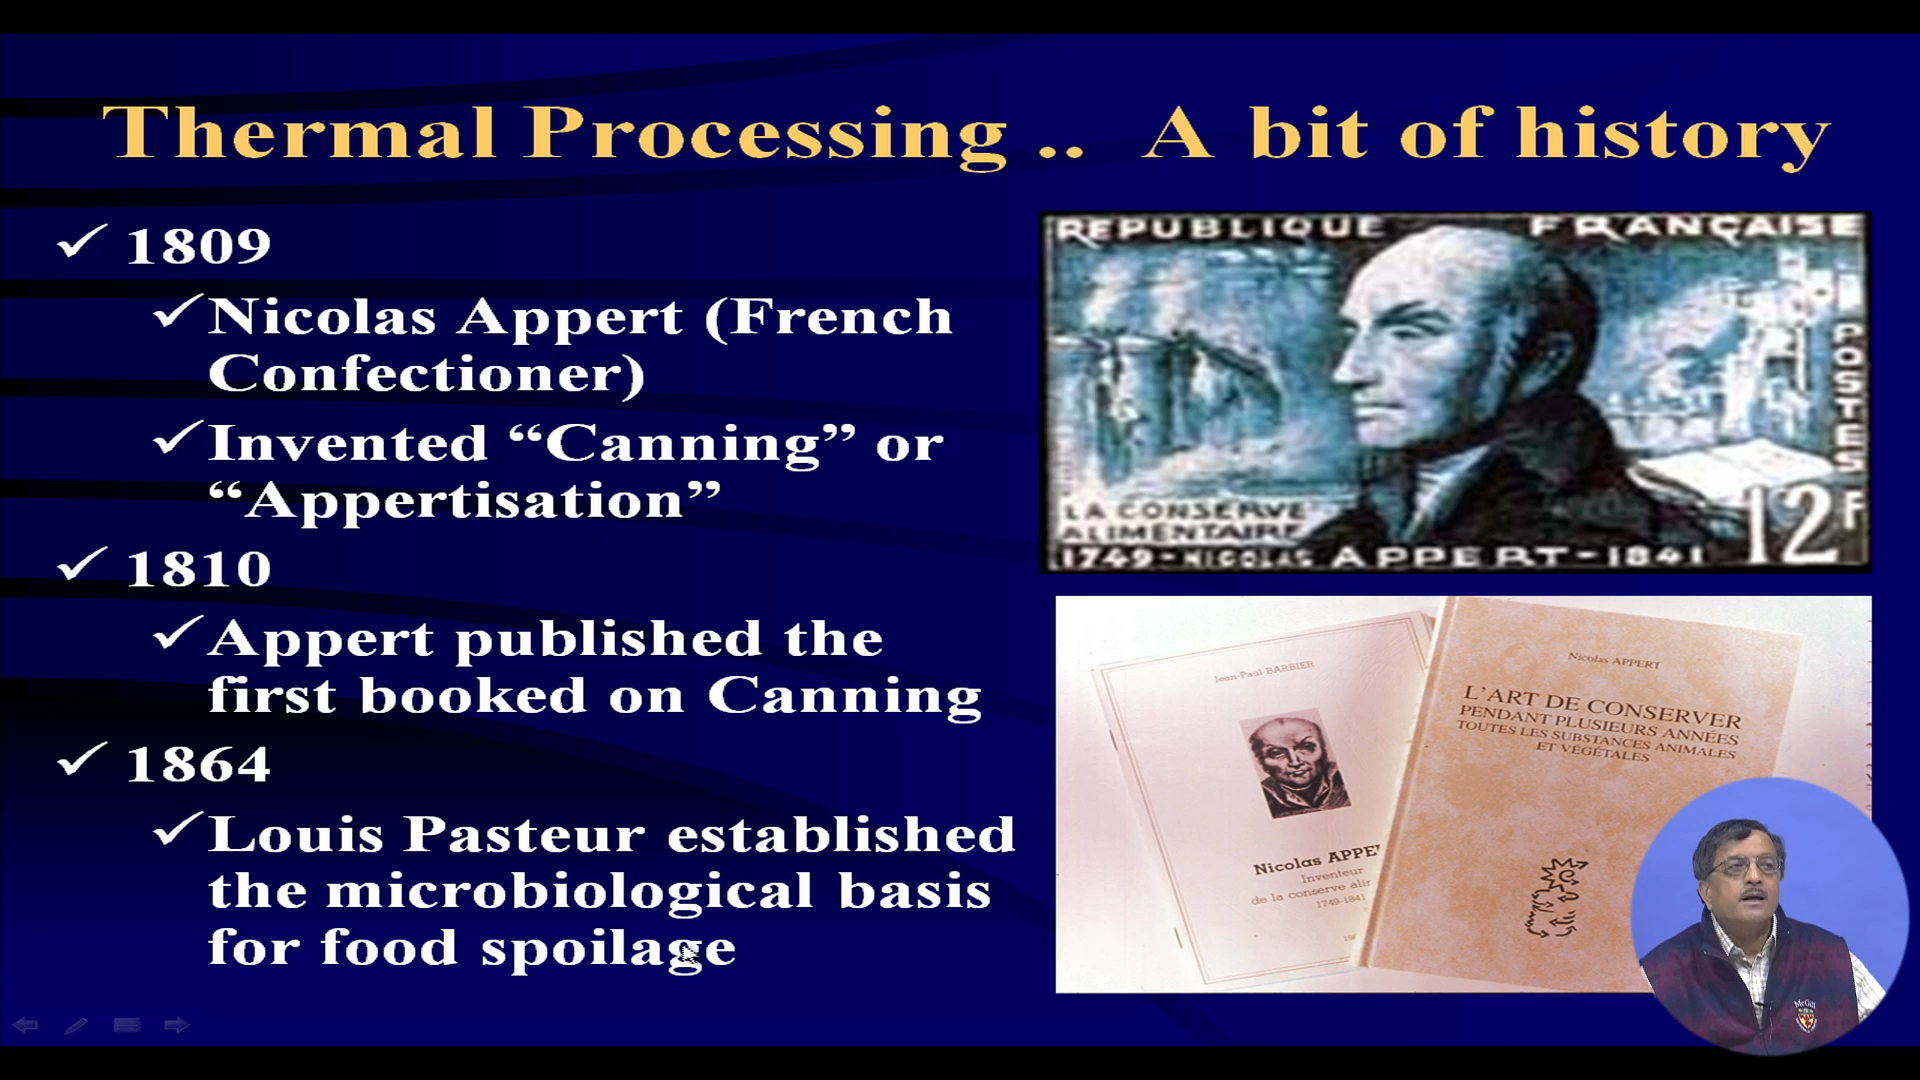 Thermal Processing .. A bit of history
1809
Nicolas Appert (French
Confectioner)
Invented “Canning” or
“Appertisation”
1810
Appert published the
first booked on Canning
1864
Louis Pasteur established
the microbiological basis
for food spoilage
REPUBLIQUE FRANÇAISE
POSTES
LA CONSERVE
ALIMENTAIRE
12F
1749-NICOLAS APPERT-1841
Jean-Paul BARBIER
Nicolas APPE
Inventeur
de la conserve alir
1749-1841
Nicolas APPERT
L'ART DE CONSERVER
PENDANT PLUSIEURS ANNÉES
TOUTES LES SUBSTANCES ANIMALES
ET VÉGÉTALES
McGill